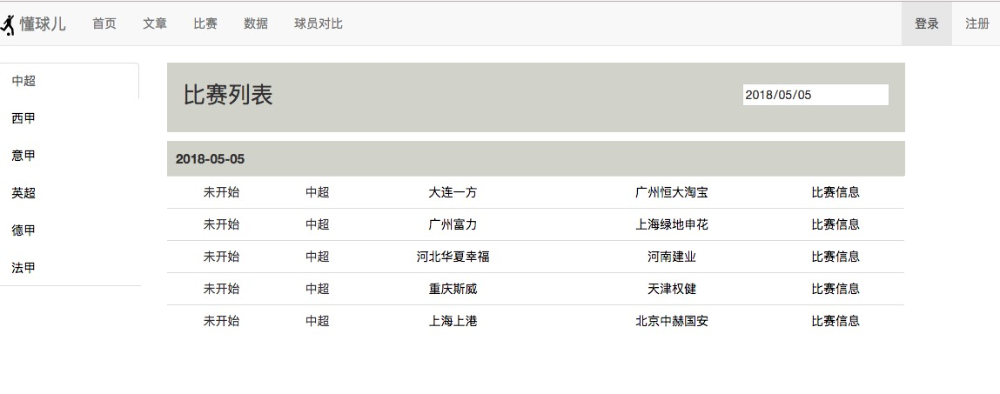 懂球儿 首页 文章 比赛 数据 球员对比 登录 注册
中超
西甲
意甲
英超
德甲
法甲
比赛列表 2018/05/05
2018-05-05
未开始 中超 大连一方 广州恒大淘宝 比赛信息
未开始 中超 广州富力 上海绿地申花 比赛信息
未开始 中超 河北华夏幸福 河南建业 比赛信息
未开始 中超 重庆斯威 天津权健 比赛信息
未开始 中超 上海上港 北京中赫国安 比赛信息